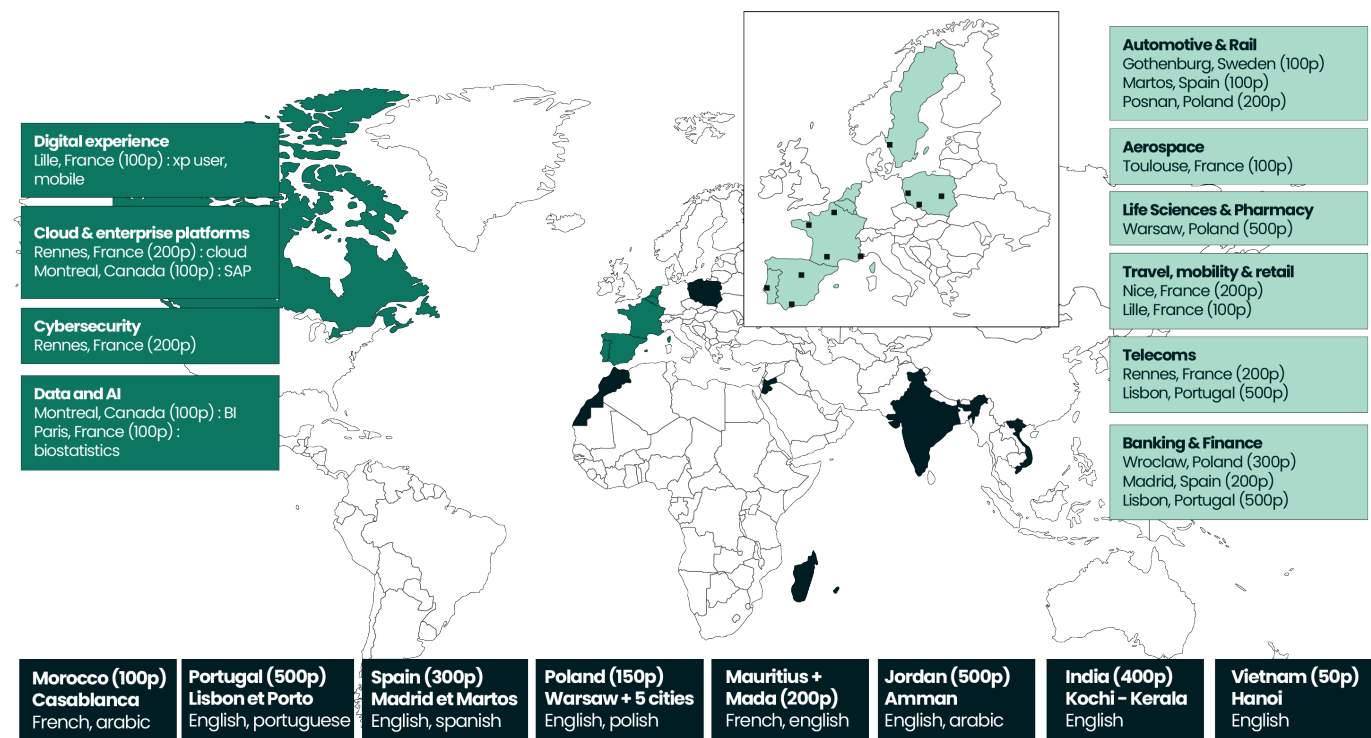 Digital experience
Lille, France (100p) : xp user,
mobile
Cloud & enterprise platforms
Rennes, France (200p) : cloud
Montreal, Canada (100p) : SAP
Cybersecurity
Rennes, France (200p)
Data and AI
Montreal, Canada (100p) : BI
Paris, France (100p) :
biostatistics
Automotive & Rail
Gothenburg, Sweden (100p)
Martos, Spain (100p)
Posnan, Poland (200p)
Aerospace
Toulouse, France (100p)
Life Sciences & Pharmacy
Warsaw, Poland (500p)
Travel, mobility & retail
Nice, France (200p)
Lille, France (100p)
Telecoms
Rennes, France (200p)
Lisbon, Portugal (500p)
Banking & Finance
Wroclaw, Poland (300p)
Madrid, Spain (200p)
Lisbon, Portugal (500p)
Morocco (100p)
Casablanca
French, arabic
Portugal (500p)
Lisbon et Porto
English, portuguese
Spain (300p)
Madrid et Martos
English, spanish
Poland (150p)
Warsaw + 5 cities
English, polish
Mauritius +
Mada (200p)
French, english
Jordan (500p)
Amman
English, arabic
India (400p)
Kochi - Kerala
English
Vietnam (50p)
Hanoi
English